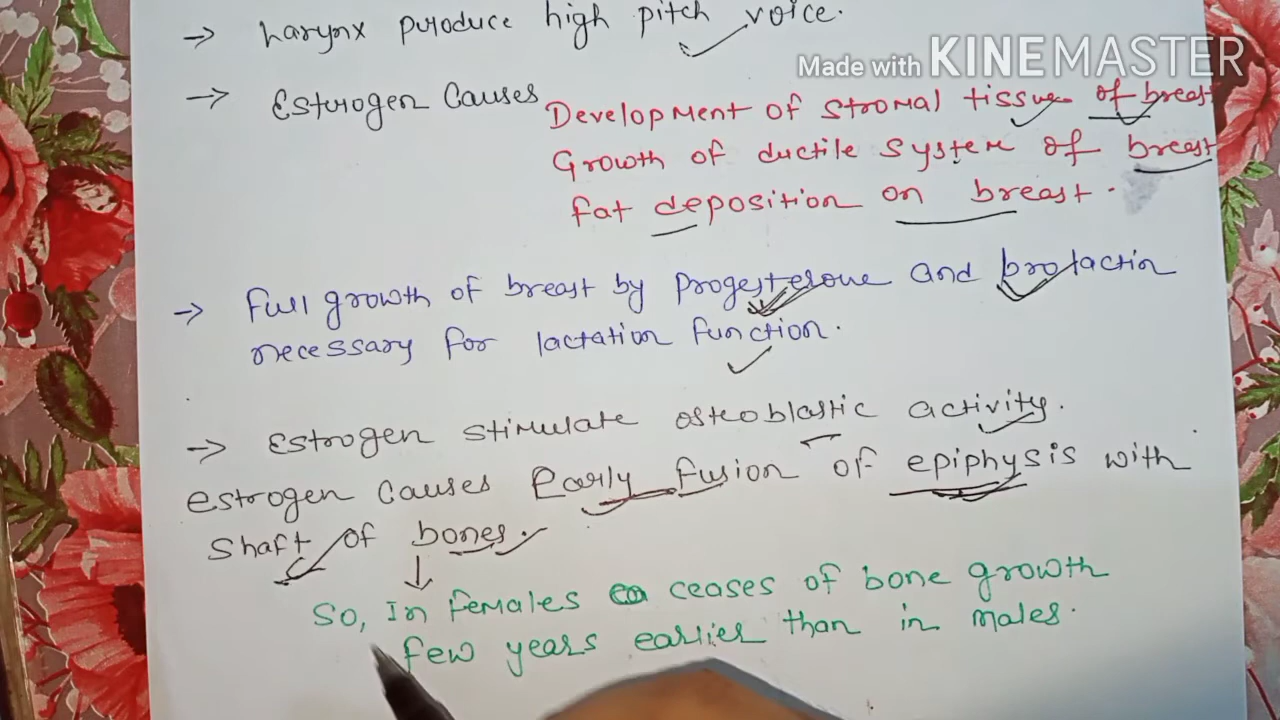 → Larynx produce high pitch voice.
Made with KINEMASTER
→ Estrogen Causes
Development of stromal tissue of breast
Growth of ductile system of breast
fat deposition on breast.
→ Full growth of breast by Progesterone and prolactin
necessary for lactation function.
→ Estrogen stimulate osteoblastic activity.
estrogen causes Early fusion of epiphysis with
shaft of bones.
↓
So, In females ceases of bone growth
few years earlier than in males.